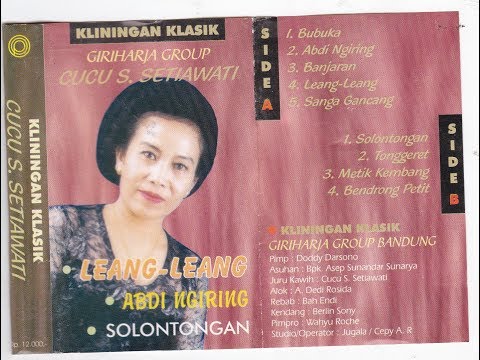 KLININGAN KLASIK
CUCU S. SETIAWATI
Rp. 12.000,-
KLININGAN KLASIK
GIRIHARJA GROUP
CUCU S. SETIAWATI
• LEANG-LEANG
• ABDI NGIRING
• SOLONTONGAN
SIDE A
1. Bubuka
2. Abdi Ngiring
3. Banjaran
4. Leang-Leang
5. Sanga Gancang
SIDE B
1. Solontongan
2. Tonggeret
3. Metik Kembang
4. Bendrong Petit
KLININGAN KLASIK
GIRIHARJA GROUP BANDUNG
Pimp : Doddy Darsono
Asuhan : Bpk. Asep Sunandar Sunarya
Juru Kawih : Cucu S. Setiawati
Alok : A. Dedi Rosida
Rebab : Bah Endi
Kendang : Berlin Sony
Pimpro : Wahyu Roche
Studio/Operator : Jugala / Cepy A. R